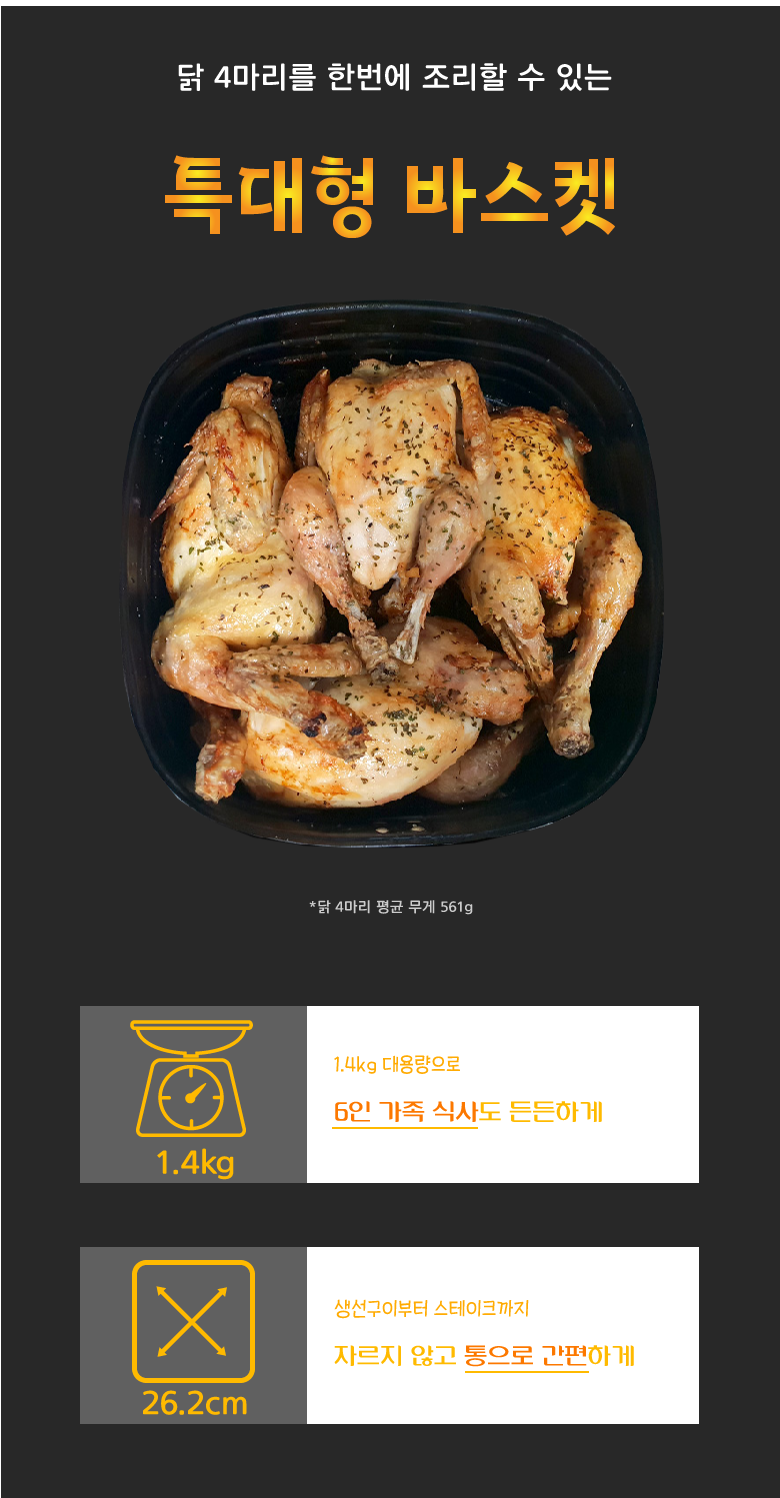 닭 4마리를 한번에 조리할 수 있는
특대형 바스켓
*닭 4마리 평균 무게 561g
1.4kg
1.4kg 대용량으로
6인 가족 식사도 든든하게
26.2cm
생선구이부터 스테이크까지
자르지 않고 통으로 간편하게